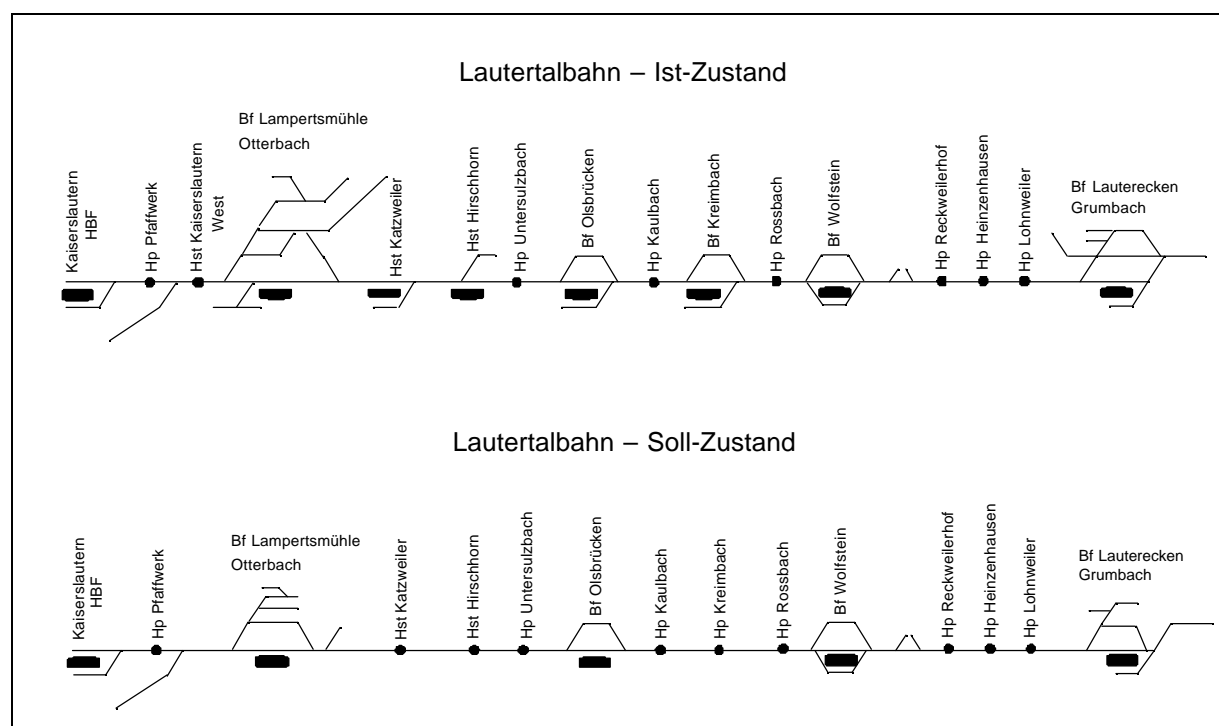 Lautertalbahn – Ist-Zustand
Bf Lampertsmühle
Otterbach
Kaiserslautern
HBF
Hp Pfaffwerk
Hst Kaiserslautern
West
Hst Katzweiler
Hst Hirschhorn
Hp Untersulzbach
Bf Olsbrücken
Hp Kaulbach
Bf Kreimbach
Hp Rossbach
Bf Wolfstein
Hp Reckweilerhof
Hp Heinzenhausen
Hp Lohnweiler
Bf Lauterecken
Grumbach
Lautertalbahn – Soll-Zustand
Kaiserslautern
HBF
Hp Pfaffwerk
Bf Lampertsmühle
Otterbach
Hst Katzweiler
Hst Hirschhorn
Hp Untersulzbach
Bf Olsbrücken
Hp Kaulbach
Hp Kreimbach
Hp Rossbach
Bf Wolfstein
Hp Reckweilerhof
Hp Heinzenhausen
Hp Lohnweiler
Bf Lauterecken
Grumbach